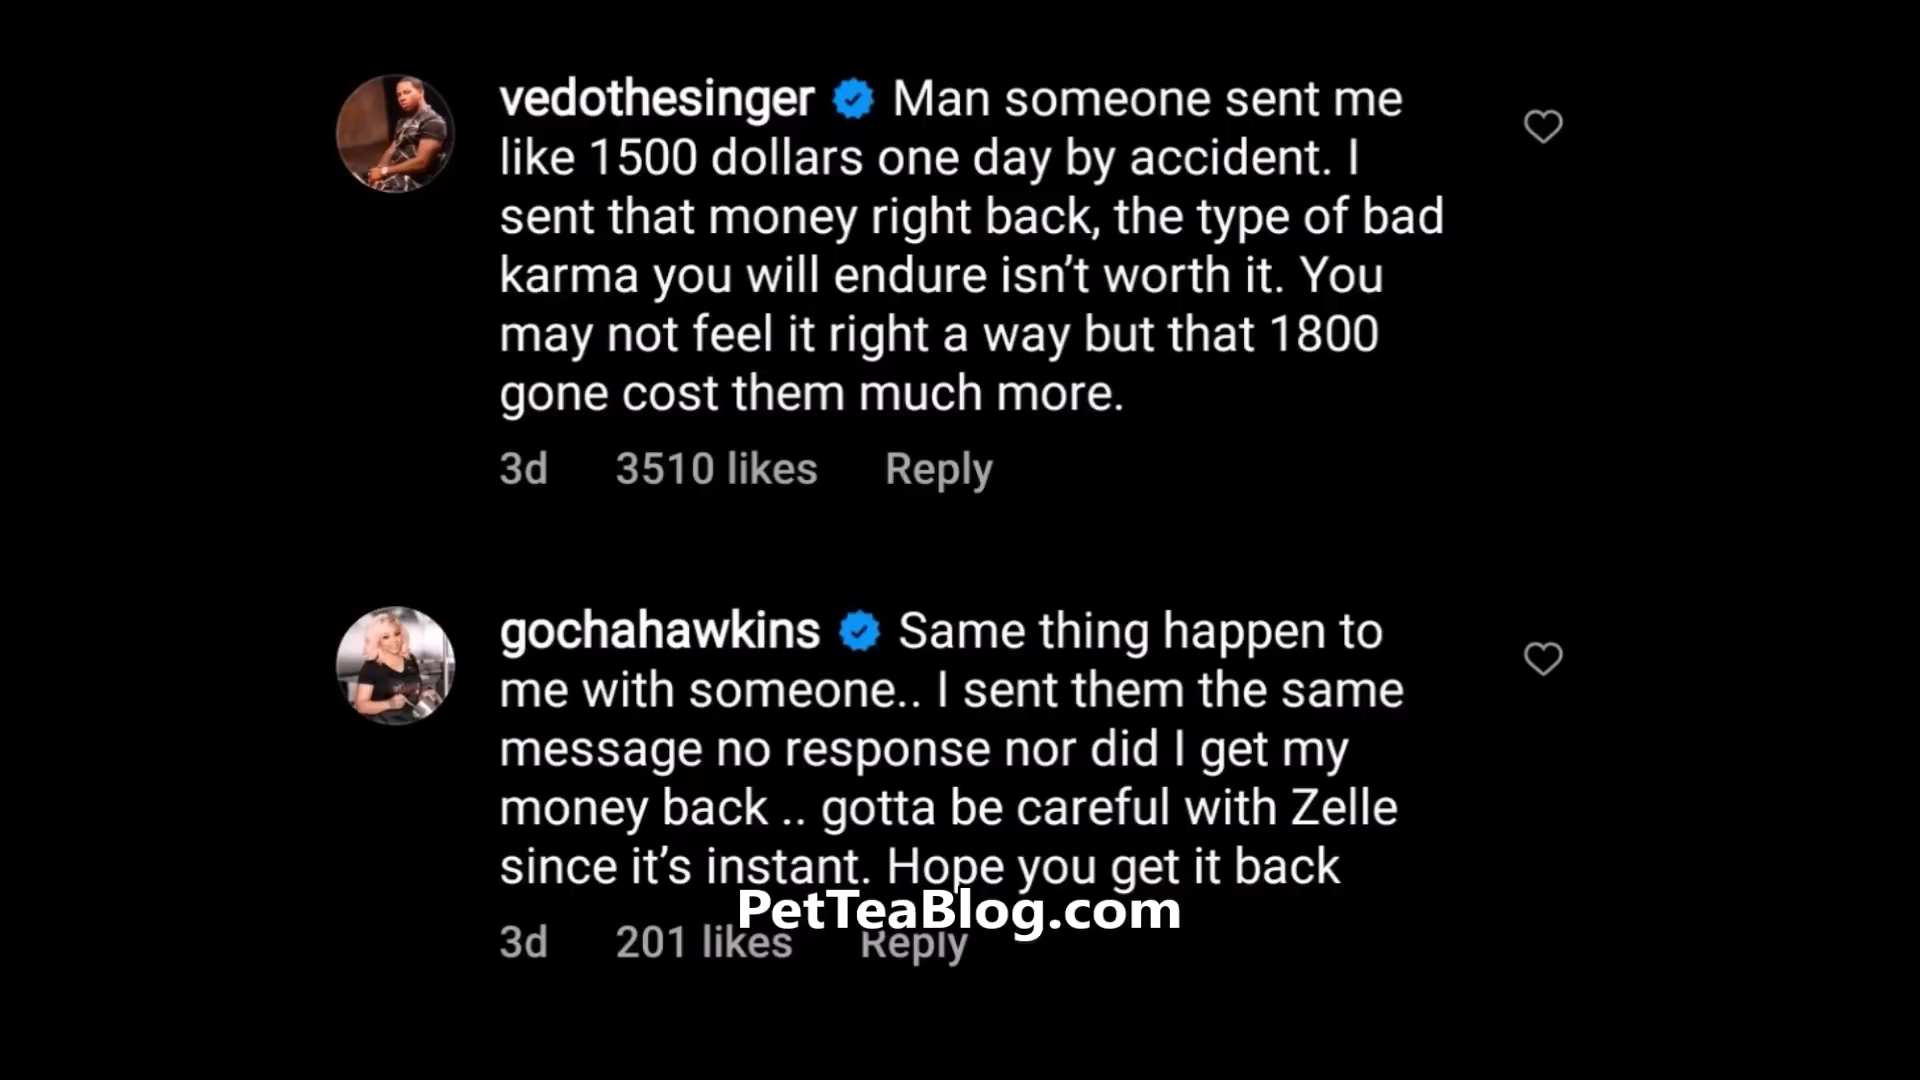 vedothesinger Man someone sent me
like 1500 dollars one day by accident. I
sent that money right back, the type of bad
karma you will endure isn’t worth it. You
may not feel it right a way but that 1800
gone cost them much more.
3d 3510 likes Reply
gochahawkins Same thing happen to
me with someone.. I sent them the same
message no response nor did I get my
money back .. gotta be careful with Zelle
since it’s instant. Hope you get it back
PetTeaBlog.com
3d 201 likes Reply